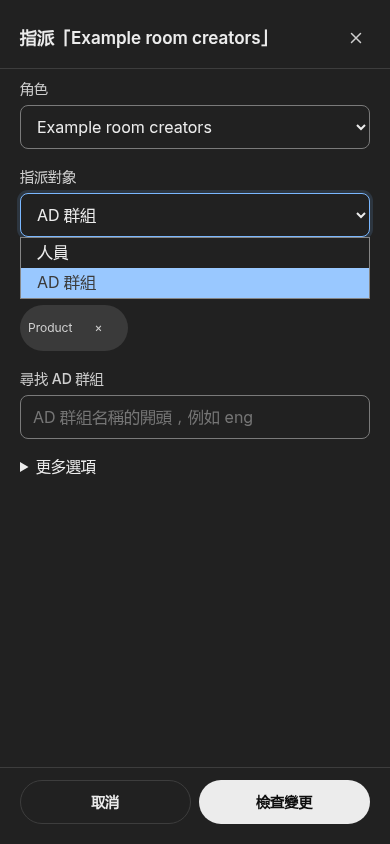 指派「Example room creators」
×
角色
Example room creators
指派對象
AD 群組
人員
AD 群組
Product ×
尋找 AD 群組
AD 群組名稱的開頭，例如 eng
▶ 更多選項
取消
檢查變更